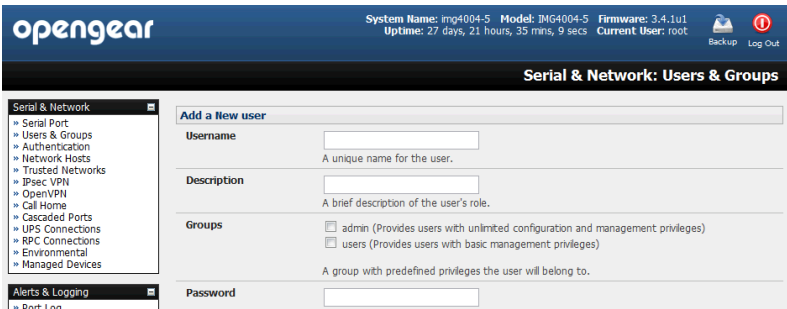 opengear
System Name: img4004-5 Model: IMG4004-5 Firmware: 3.4.1u1
Uptime: 27 days, 21 hours, 35 mins, 9 secs Current User: root
Backup Log Out
Serial & Network: Users & Groups
Serial & Network
» Serial Port
» Users & Groups
» Authentication
» Network Hosts
» Trusted Networks
» IPsec VPN
» OpenVPN
» Call Home
» Cascaded Ports
» UPS Connections
» RPC Connections
» Environmental
» Managed Devices
Alerts & Logging
» Port Log
Add a New user
Username
A unique name for the user.
Description
A brief description of the user's role.
Groups
admin (Provides users with unlimited configuration and management privileges)
users (Provides users with basic management privileges)
A group with predefined privileges the user will belong to.
Password